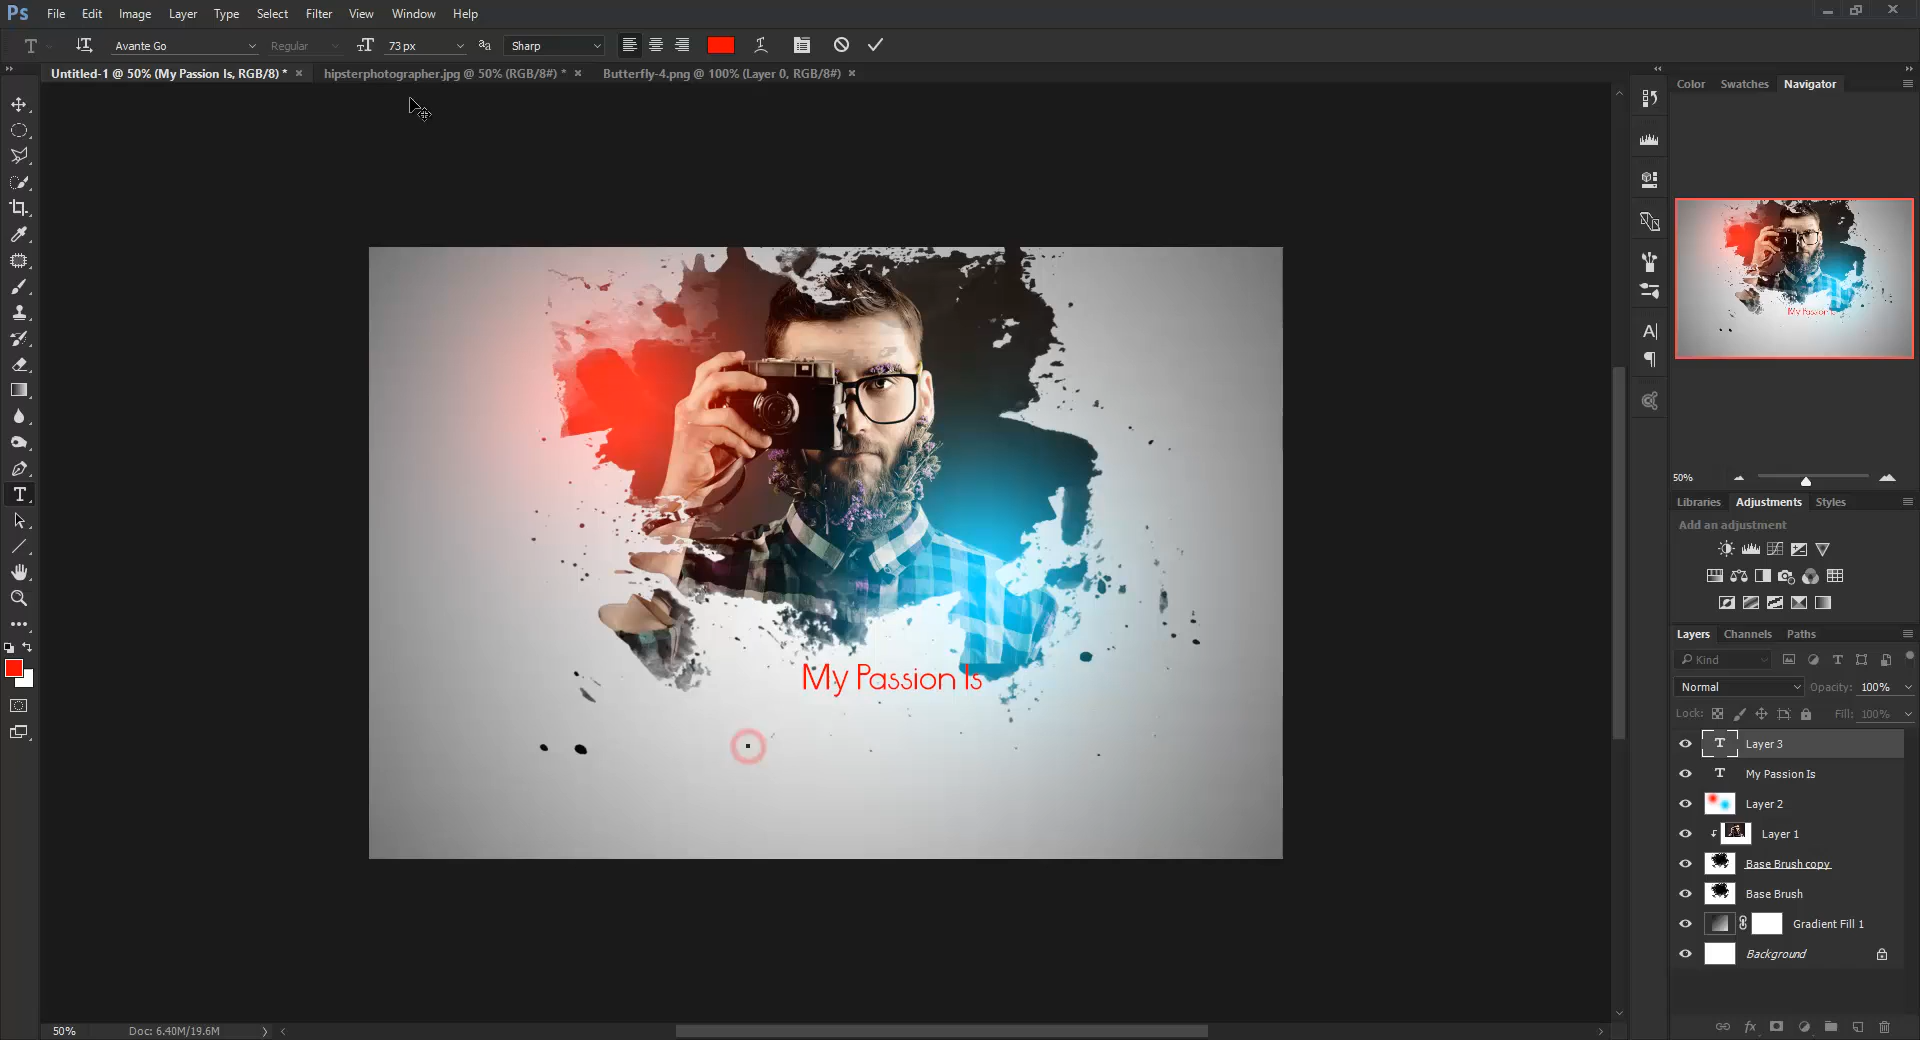 Ps File Edit Image Layer Type Select Filter View Window Help
T Avante Go Regular 73 px Sharp
Untitled-1 @ 50% (My Passion Is, RGB/8) * × hipsterphotographer.jpg @ 50% (RGB/8#) * × Butterfly-4.png @ 100% (Layer 0, RGB/8#) ×
Color Swatches Navigator
My Passion Is
50%
Libraries Adjustments Styles
Add an adjustment
Layers Channels Paths
Kind
Normal Opacity: 100%
Lock: Fill: 100%
T Layer 3
T My Passion Is
Layer 2
Layer 1
Base Brush copy
Base Brush
Gradient Fill 1
Background
My Passion Is
50% Doc: 6.40M/19.6M
fx